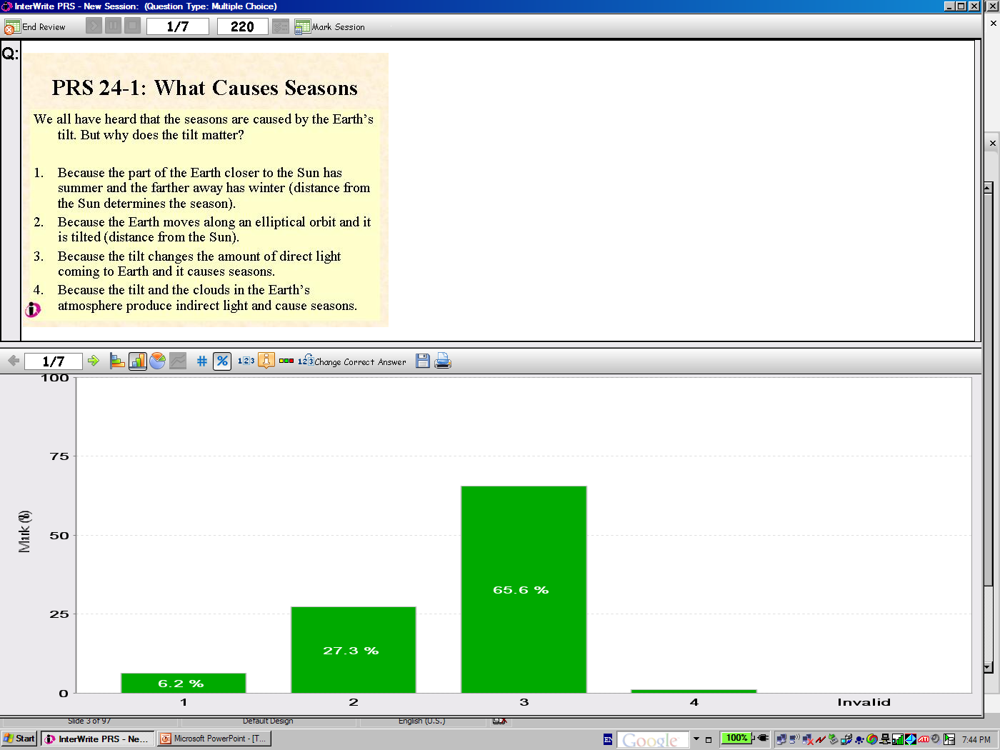 InterWrite PRS - New Session: (Question Type: Multiple Choice)
End Review
1/7
220
Mark Session
Q:
PRS 24-1: What Causes Seasons
We all have heard that the seasons are caused by the Earth's
tilt. But why does the tilt matter?
1. Because the part of the Earth closer to the Sun has
summer and the farther away has winter (distance from
the Sun determines the season).
2. Because the Earth moves along an elliptical orbit and it
is tilted (distance from the Sun).
3. Because the tilt changes the amount of direct light
coming to Earth and it causes seasons.
4. Because the tilt and the clouds in the Earth's
atmosphere produce indirect light and cause seasons.
1/7
#
%
123
123 Change Correct Answer
100
75
50
25
0
65.6 %
27.3 %
6.2 %
1
2
3
4
Invalid
Slide 3 of 97
Default Design
English (U.S.)
Start
InterWrite PRS - Ne...
Microsoft PowerPoint - [T...
EN
Google
100%
7:44 PM